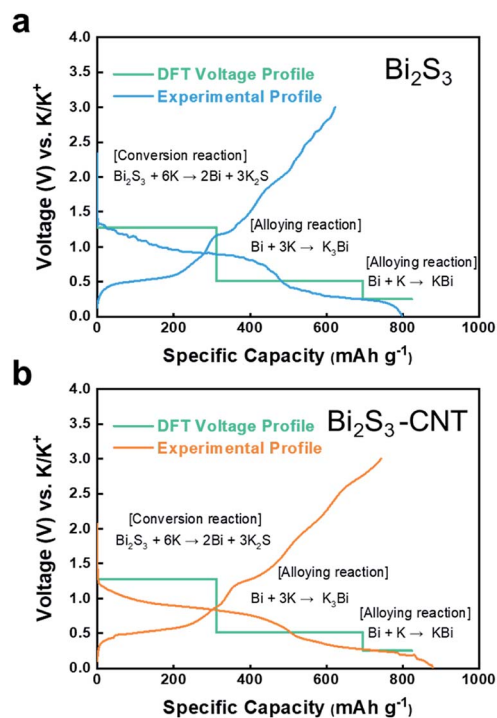 a
4.0
3.5
3.0
2.5
2.0
1.5
1.0
0.5
0.0
Voltage (V) vs. K/K⁺
DFT Voltage Profile
Experimental Profile
Bi₂S₃
[Conversion reaction]
Bi₂S₃ + 6K → 2Bi + 3K₂S
[Alloying reaction]
Bi + 3K → K₃Bi
[Alloying reaction]
Bi + K → KBi
0 200 400 600 800 1000
Specific Capacity (mAh g⁻¹)
b
4.0
3.5
3.0
2.5
2.0
1.5
1.0
0.5
0.0
Voltage (V) vs. K/K⁺
DFT Voltage Profile
Experimental Profile
Bi₂S₃-CNT
[Conversion reaction]
Bi₂S₃ + 6K → 2Bi + 3K₂S
[Alloying reaction]
Bi + 3K → K₃Bi
[Alloying reaction]
Bi + K → KBi
0 200 400 600 800 1000
Specific Capacity (mAh g⁻¹)